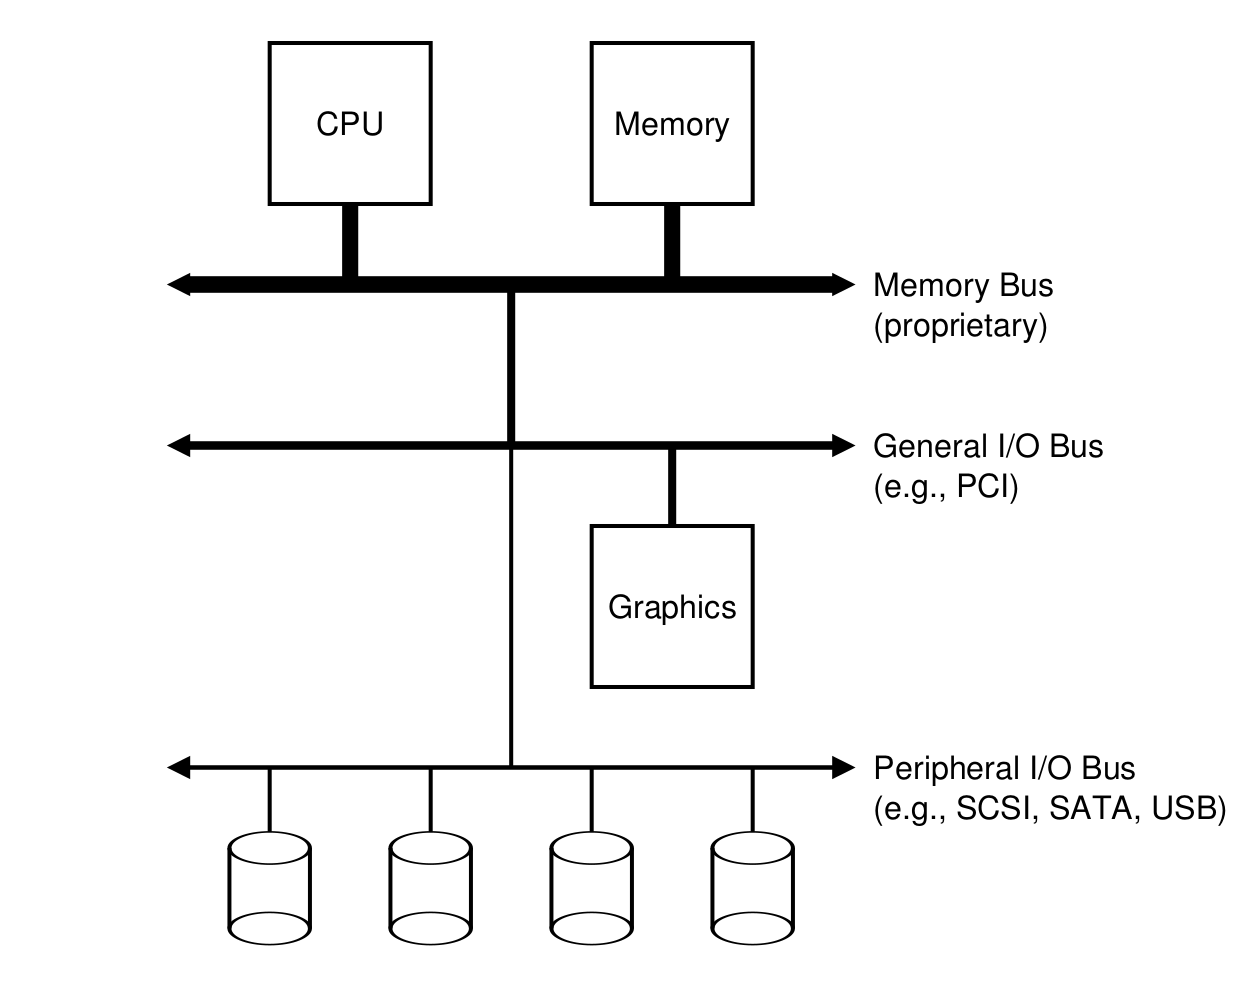 CPU
Memory
Memory Bus
(proprietary)
General I/O Bus
(e.g., PCI)
Graphics
Peripheral I/O Bus
(e.g., SCSI, SATA, USB)